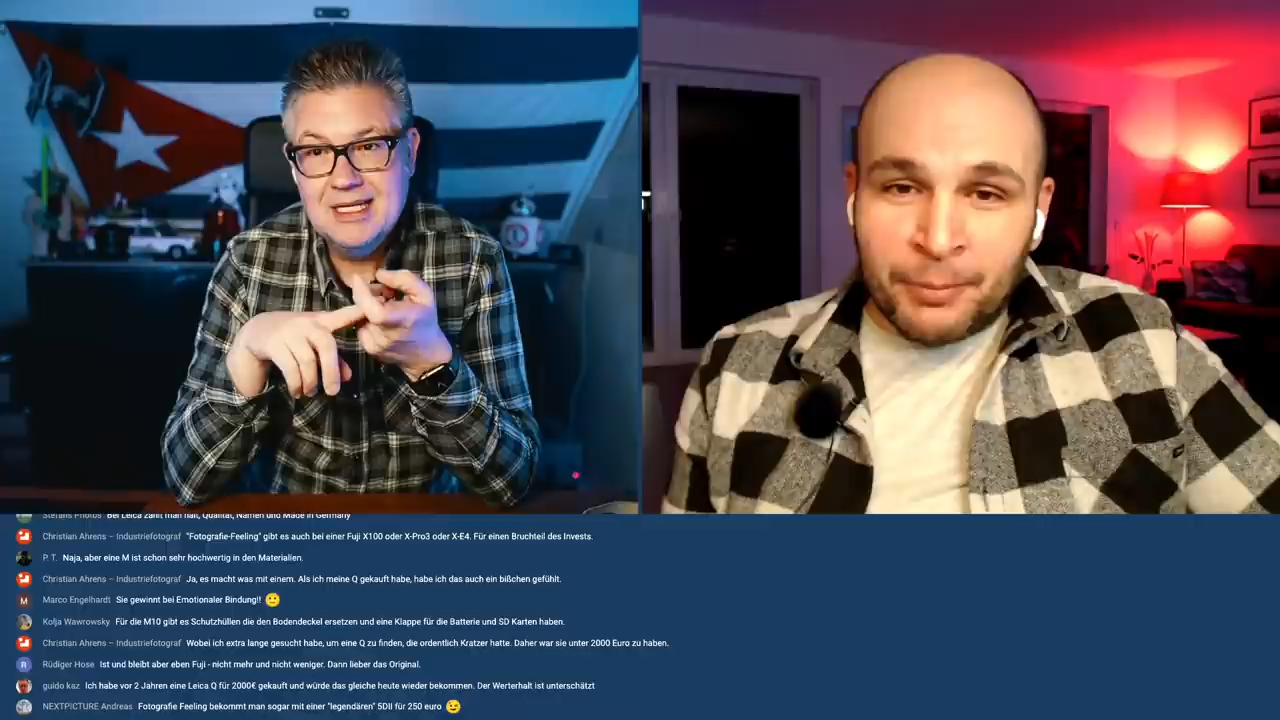 Stefans Photos Bei Leica zahlt man halt, Qualität, Namen und Made in Germany
Christian Ahrens – Industriefotograf "Fotografie-Feeling" gibt es auch bei einer Fuji X100 oder X-Pro3 oder X-E4. Für einen Bruchteil des Invests.
P. T. Naja, aber eine M ist schon sehr hochwertig in den Materialien.
Christian Ahrens – Industriefotograf Ja, es macht was mit einem. Als ich meine Q gekauft habe, habe ich das auch ein bißchen gefühlt.
M Marco Engelhardt Sie gewinnt bei Emotionaler Bindung!! 🙂
Kolja Wawrowsky Für die M10 gibt es Schutzhüllen die den Bodendeckel ersetzen und eine Klappe für die Batterie und SD Karten haben.
Christian Ahrens – Industriefotograf Wobei ich extra lange gesucht habe, um eine Q zu finden, die ordentlich Kratzer hatte. Daher war sie unter 2000 Euro zu haben.
R Rüdiger Hose Ist und bleibt aber eben Fuji - nicht mehr und nicht weniger. Dann lieber das Original.
guido kaz Ich habe vor 2 Jahren eine Leica Q für 2000€ gekauft und würde das gleiche heute wieder bekommen. Der Werterhalt ist unterschätzt
NEXTPICTURE Andreas Fotografie Feeling bekommt man sogar mit einer "legendären" 5DII für 250 euro 😉